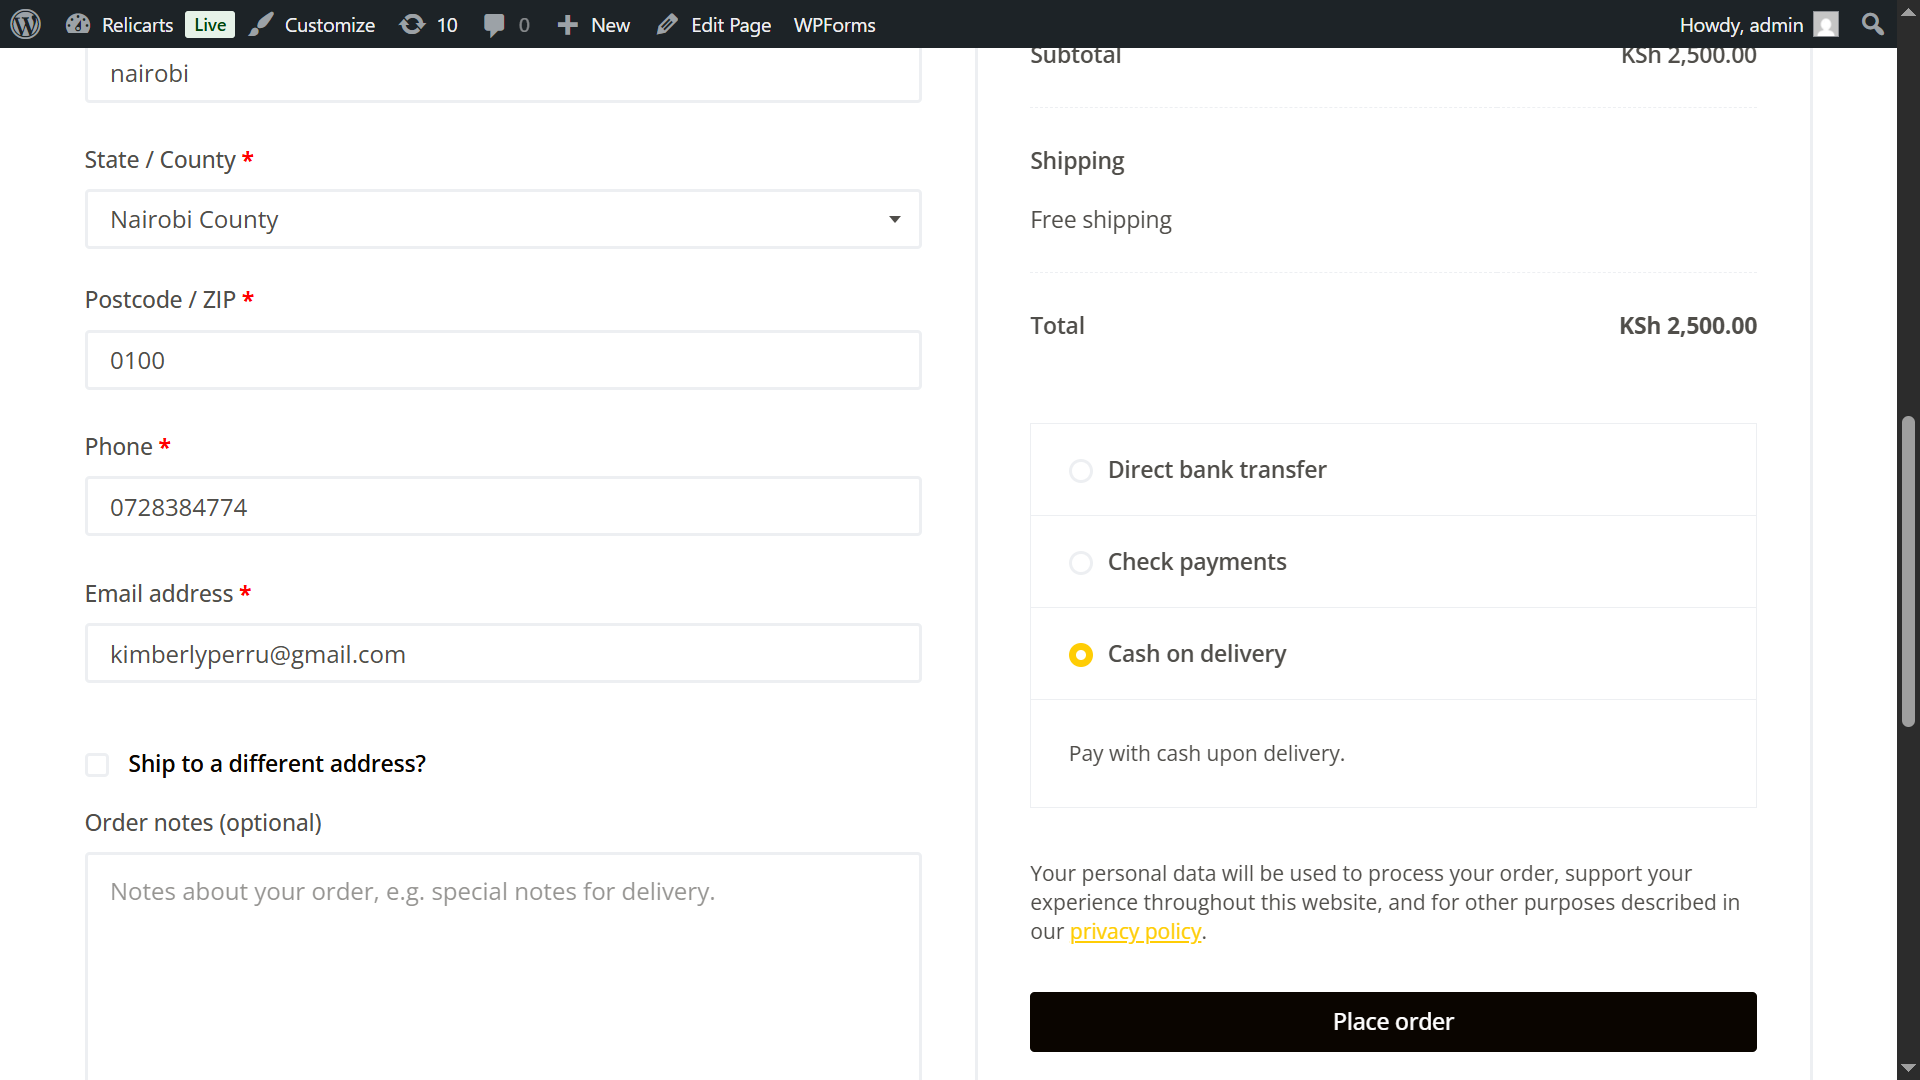 Relicarts Live Customize 10 0 New Edit Page WPForms Howdy, admin
nairobi
State / County *
Nairobi County
Postcode / ZIP *
0100
Phone *
0728384774
Email address *
kimberlyperru@gmail.com
Ship to a different address?
Order notes (optional)
Notes about your order, e.g. special notes for delivery.
Subtotal KSh 2,500.00
Shipping
Free shipping
Total KSh 2,500.00
Direct bank transfer
Check payments
Cash on delivery
Pay with cash upon delivery.
Your personal data will be used to process your order, support your
experience throughout this website, and for other purposes described in
our privacy policy.
Place order